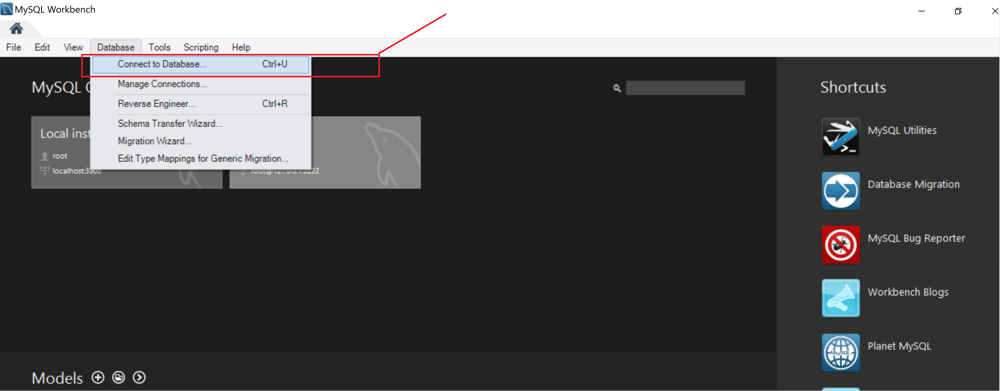 MySQL Workbench
File Edit View Database Tools Scripting Help
Connect to Database... Ctrl+U
Manage Connections...
Reverse Engineer... Ctrl+R
Schema Transfer Wizard...
Migration Wizard...
Edit Type Mappings for Generic Migration...
MySQL
Local
root
localhost:3306
root@127.0.0.1:2222
Shortcuts
MySQL Utilities
Database Migration
MySQL Bug Reporter
Workbench Blogs
MySQL
Planet MySQL
Models